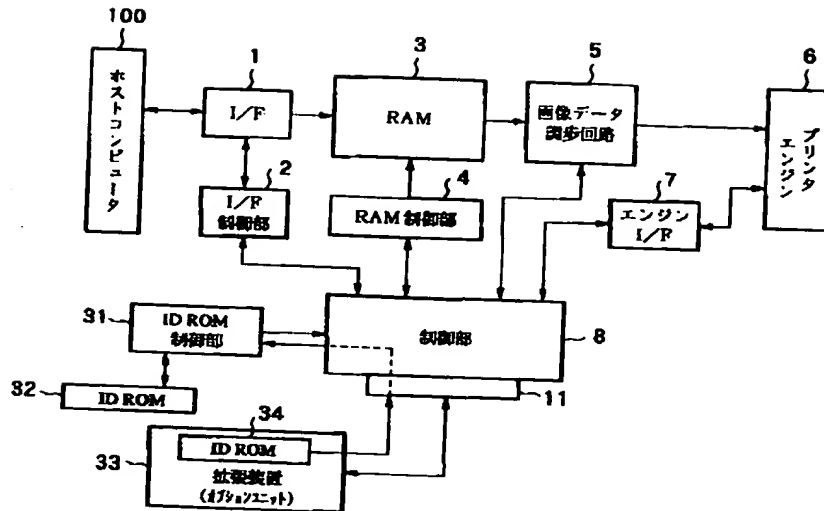 100
ホストコンピュータ
1
I/F
2
I/F
制御部
3
RAM
4
RAM 制御部
5
画像データ
調歩回路
6
プリンタ
エンジン
7
エンジン
I/F
制御部
8
11
31
ID ROM
制御部
32
ID ROM
33
34
ID ROM
拡張装置
(オプションユニット)